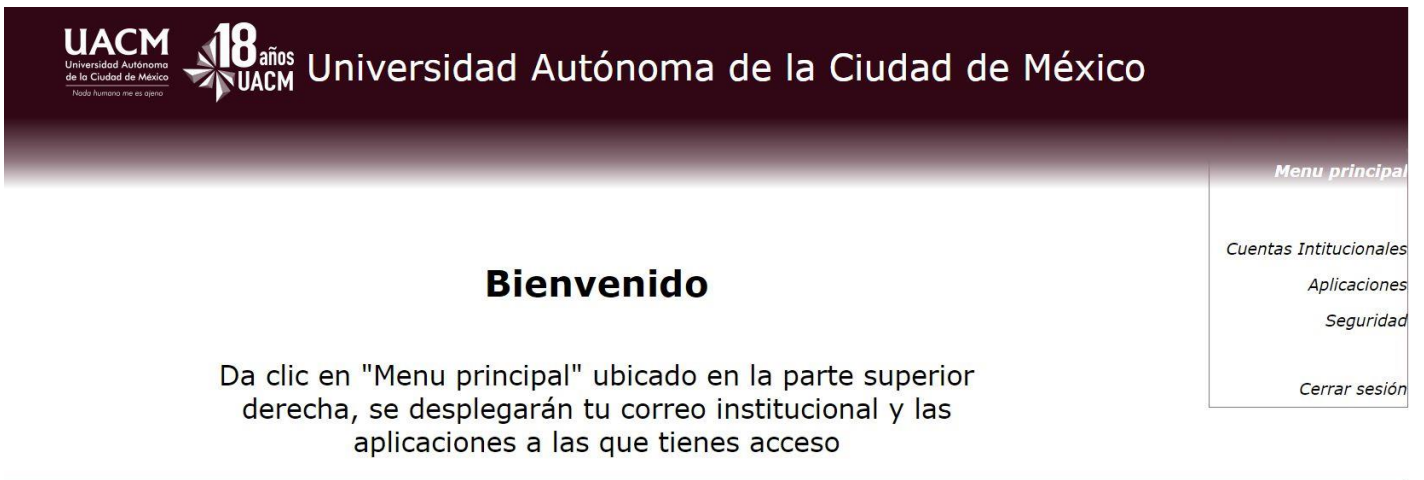 UACM
Universidad Autónoma
de la Ciudad de México
Nada humano me es ajeno
18 años
UACM
Universidad Autónoma de la Ciudad de México
Menu principal
Cuentas Intitucionales
Aplicaciones
Seguridad
Cerrar sesión
Bienvenido
Da clic en "Menu principal" ubicado en la parte superior
derecha, se desplegarán tu correo institucional y las
aplicaciones a las que tienes acceso